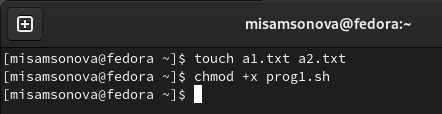 misamsonova@fedora:~
[misamsonova@fedora ~]$ touch a1.txt a2.txt
[misamsonova@fedora ~]$ chmod +x prog1.sh
[misamsonova@fedora ~]$